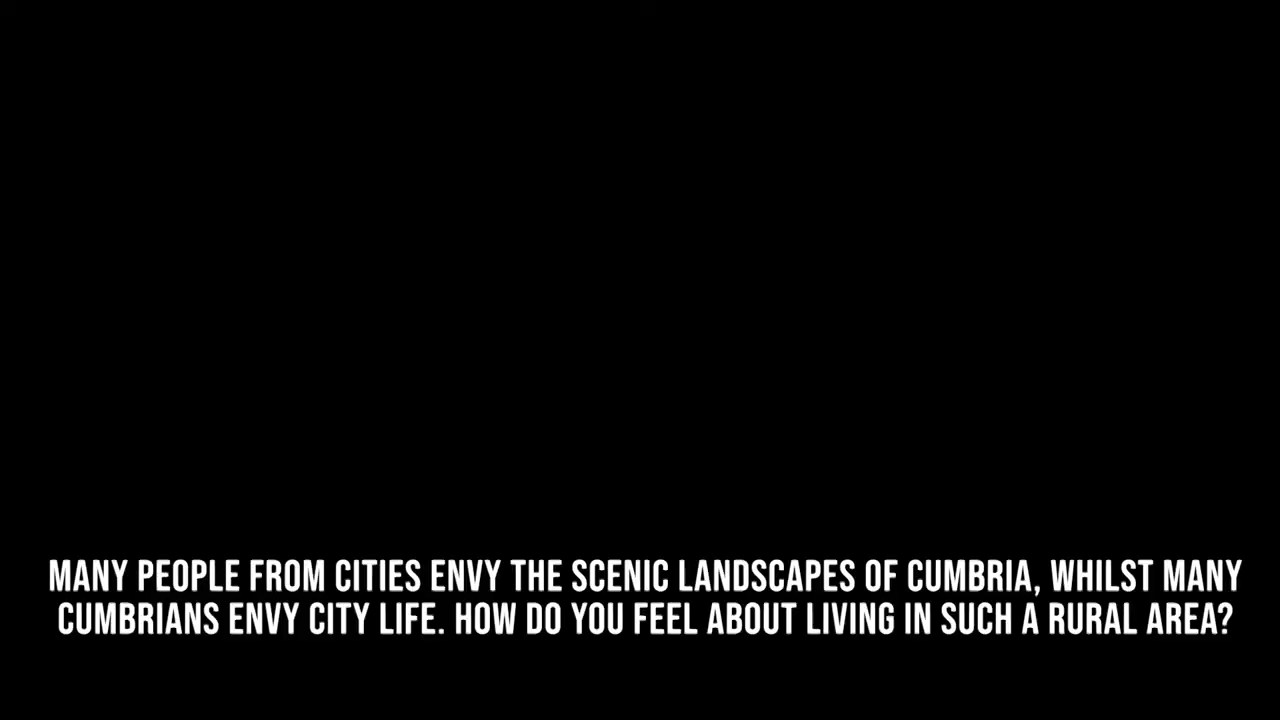 MANY PEOPLE FROM CITIES ENVY THE SCENIC LANDSCAPES OF CUMBRIA, WHILST MANY
CUMBRIANS ENVY CITY LIFE. HOW DO YOU FEEL ABOUT LIVING IN SUCH A RURAL AREA?